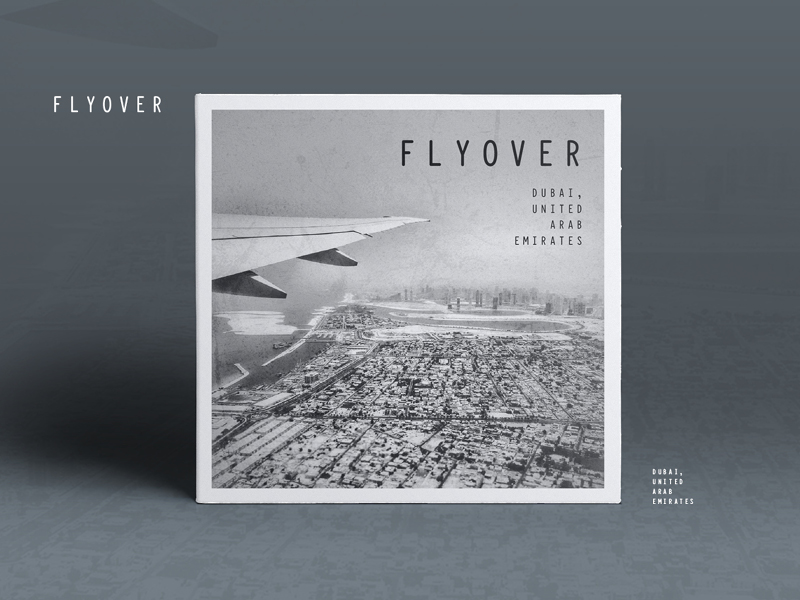 FLYOVER
FLYOVER
DUBAI,
UNITED
ARAB
EMIRATES
DUBAI,
UNITED
ARAB
EMIRATES